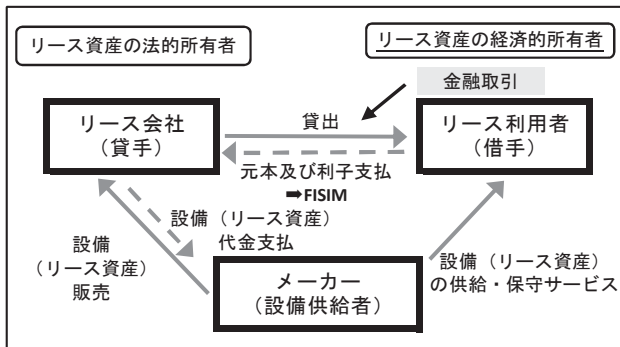 リース資産の法的所有者
リース資産の経済的所有者
金融取引
リース会社
（貸手）
貸出
元本及び利子支払
➡FISIM
リース利用者
（借手）
設備（リース資産）
代金支払
設備
（リース資産）
販売
メーカー
（設備供給者）
設備（リース資産）
の供給・保守サービス